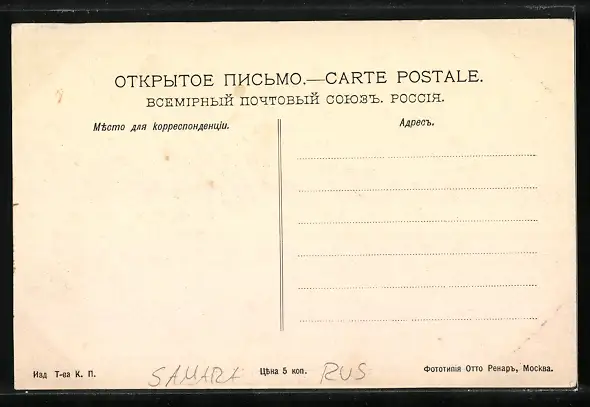 ОТКРЫТОЕ ПИСЬМО.—CARTE POSTALE.
ВСЕМІРНЫЙ ПОЧТОВЫЙ СОЮЗЪ. РОССІЯ.
Мѣсто для корреспонденціи.
Адресъ.
Изд Т-ва К. П.
SAMARA
Цѣна 5 коп.
RUS
Фототипія Отто Ренаръ, Москва.